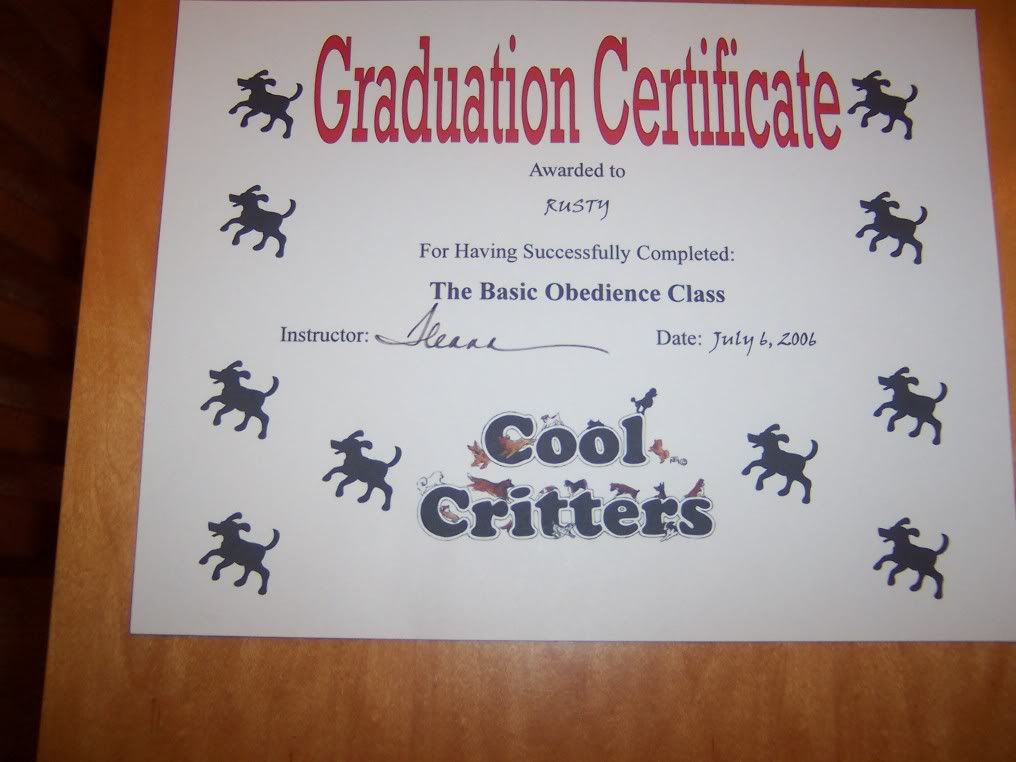 Graduation Certificate
Awarded to
RUSTY
For Having Successfully Completed:
The Basic Obedience Class
Instructor: Ileana Date: July 6, 2006
Cool
Critters